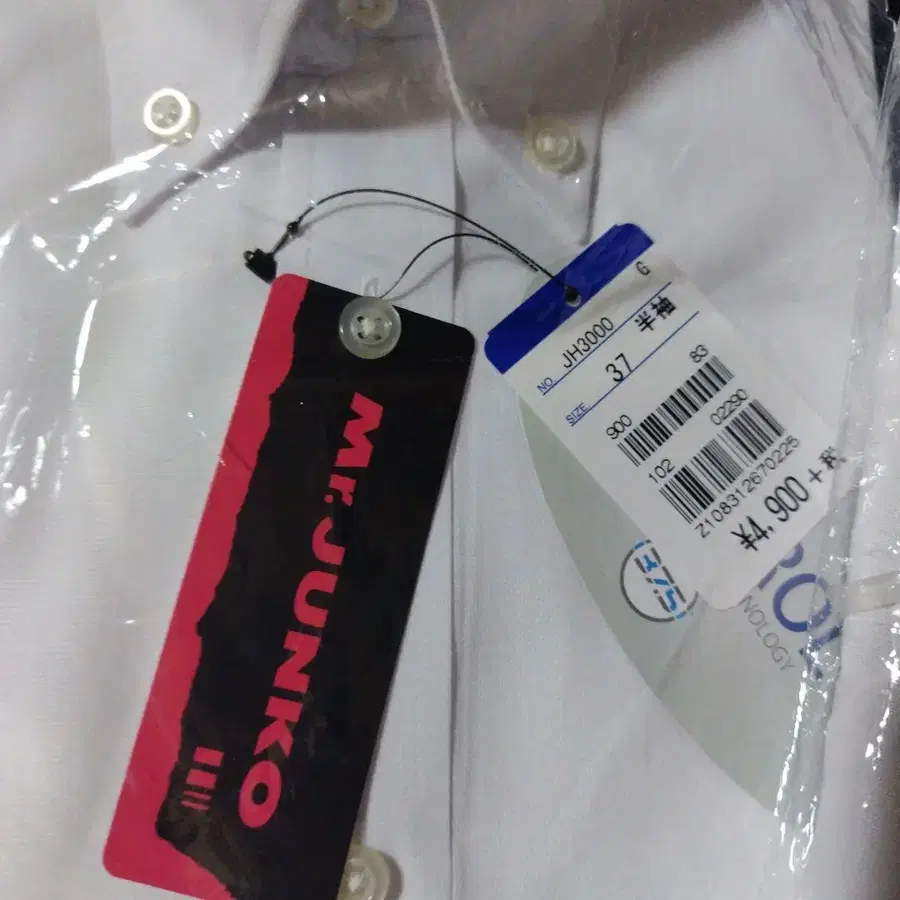 Mr.JUNKO
G
NO. JH3000
SIZE. 37 半袖
900 83
102 02290
2108312670225
¥4,900+税
NOLOGY